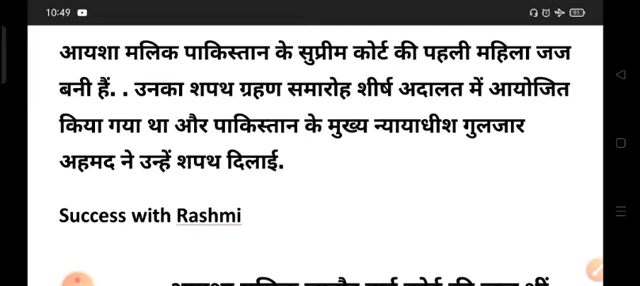 10:49
91
आयशा मलिक पाकिस्तान के सुप्रीम कोर्ट की पहली महिला जज
बनी हैं. . उनका शपथ ग्रहण समारोह शीर्ष अदालत में आयोजित
किया गया था और पाकिस्तान के मुख्य न्यायाधीश गुलजार
अहमद ने उन्हें शपथ दिलाई.
Success with Rashmi